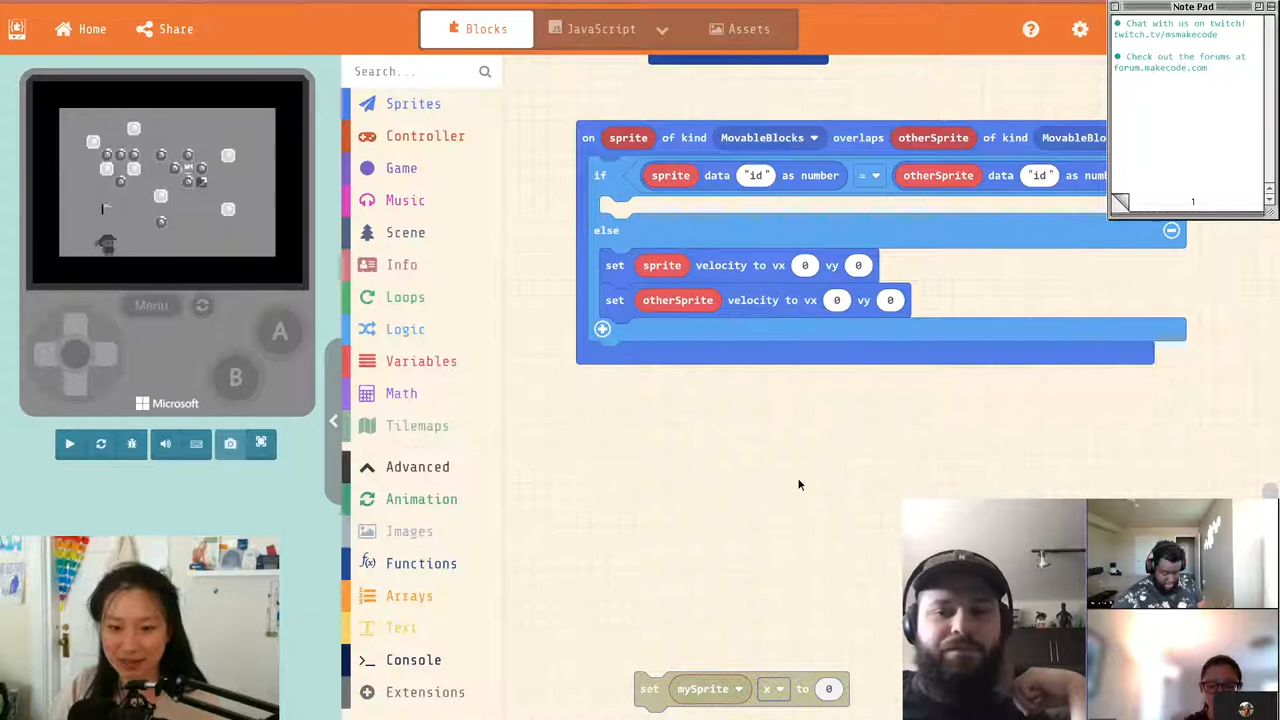 Home
Share
Blocks
JavaScript
Assets
Note Pad
Chat with us on twitch!
twitch.tv/msmakecode
Check out the forums at
forum.makecode.com
1
Search...
Sprites
Controller
Game
Music
Scene
Info
Loops
Logic
Variables
Math
Tilemaps
Advanced
Animation
Images
Functions
Arrays
Text
Console
Extensions
Menu
A
B
Microsoft
on sprite of kind MovableBlocks overlaps otherSprite of kind MovableBlo
if sprite data "id" as number = otherSprite data "id" as numb
else
set sprite velocity to vx 0 vy 0
set otherSprite velocity to vx 0 vy 0
set mySprite x to 0